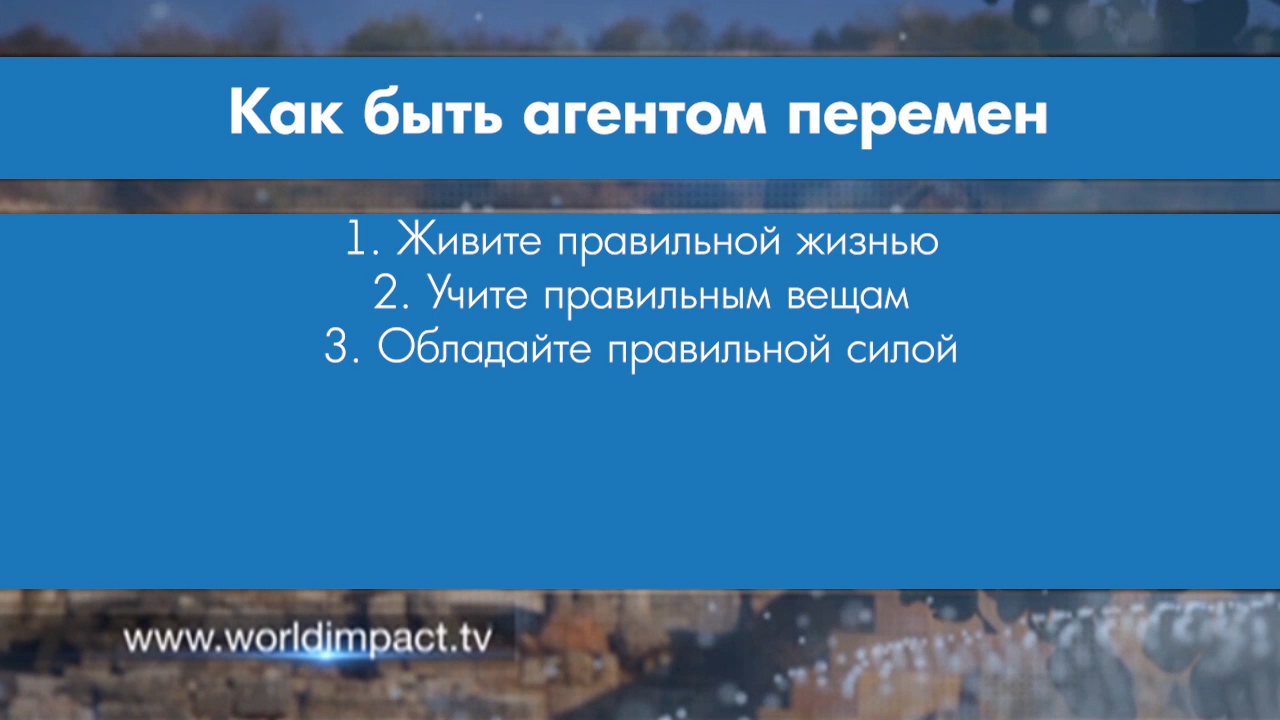 Как быть агентом перемен
1. Живите правильной жизнью
2. Учите правильным вещам
3. Обладайте правильной силой
www.worldimpact.tv